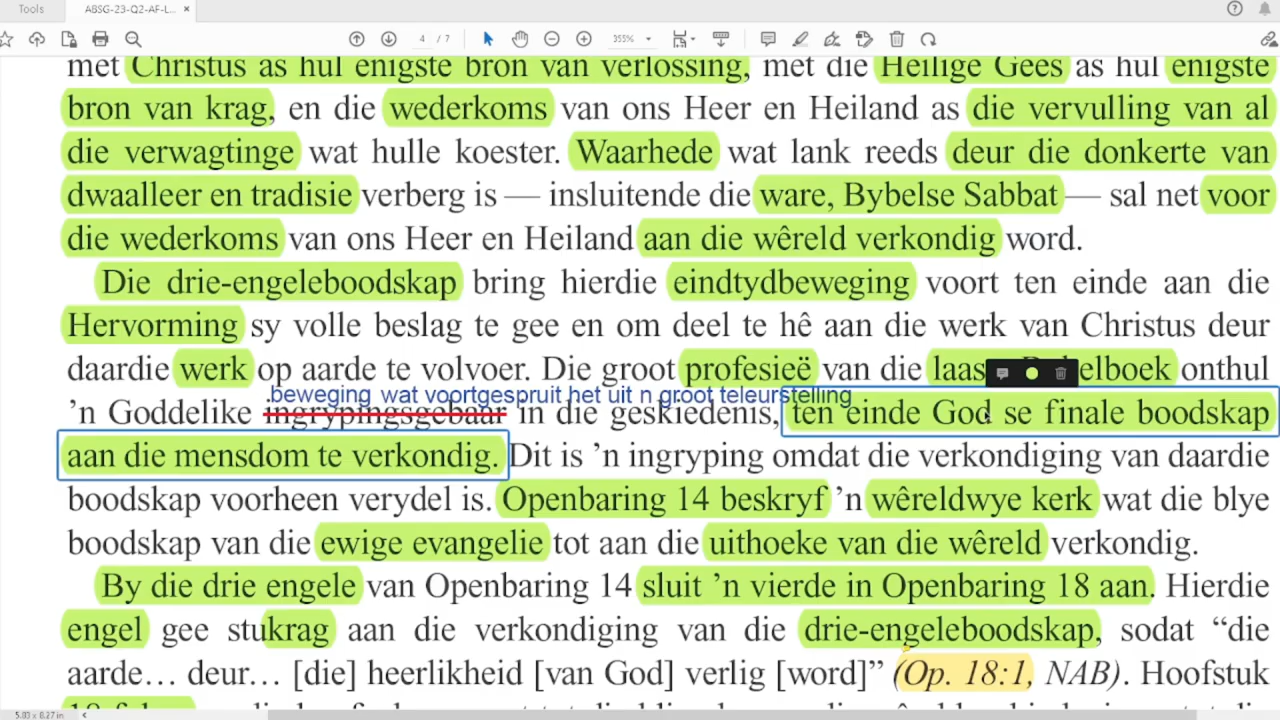 Tools
ABSG-23-Q2-AF-L... ×
4 / 7
355%
met Christus as hul enigste bron van verlossing, met die Heilige Gees as hul enigste
bron van krag, en die wederkoms van ons Heer en Heiland as die vervulling van al
die verwagtinge wat hulle koester. Waarhede wat lank reeds deur die donkerte van
dwaalleer en tradisie verberg is — insluitende die ware, Bybelse Sabbat — sal net voor
die wederkoms van ons Heer en Heiland aan die wêreld verkondig word.
Die drie-engeleboodskap bring hierdie eindtydbeweging voort ten einde aan die
Hervorming sy volle beslag te gee en om deel te hê aan die werk van Christus deur
daardie werk op aarde te volvoer. Die groot profesieë van die laas elboek onthul
beweging wat voortgespruit het uit n groot teleurstelling
’n Goddelike ingrypingsgebaar in die geskiedenis, ten einde God se finale boodskap
aan die mensdom te verkondig. Dit is ’n ingryping omdat die verkondiging van daardie
boodskap voorheen verydel is. Openbaring 14 beskryf ’n wêreldwye kerk wat die blye
boodskap van die ewige evangelie tot aan die uithoeke van die wêreld verkondig.
By die drie engele van Openbaring 14 sluit ’n vierde in Openbaring 18 aan. Hierdie
engel gee stukrag aan die verkondiging van die drie-engeleboodskap, sodat “die
aarde… deur… [die] heerlikheid [van God] verlig [word]” (Op. 18:1, NAB). Hoofstuk
5.83 x 8.27 in